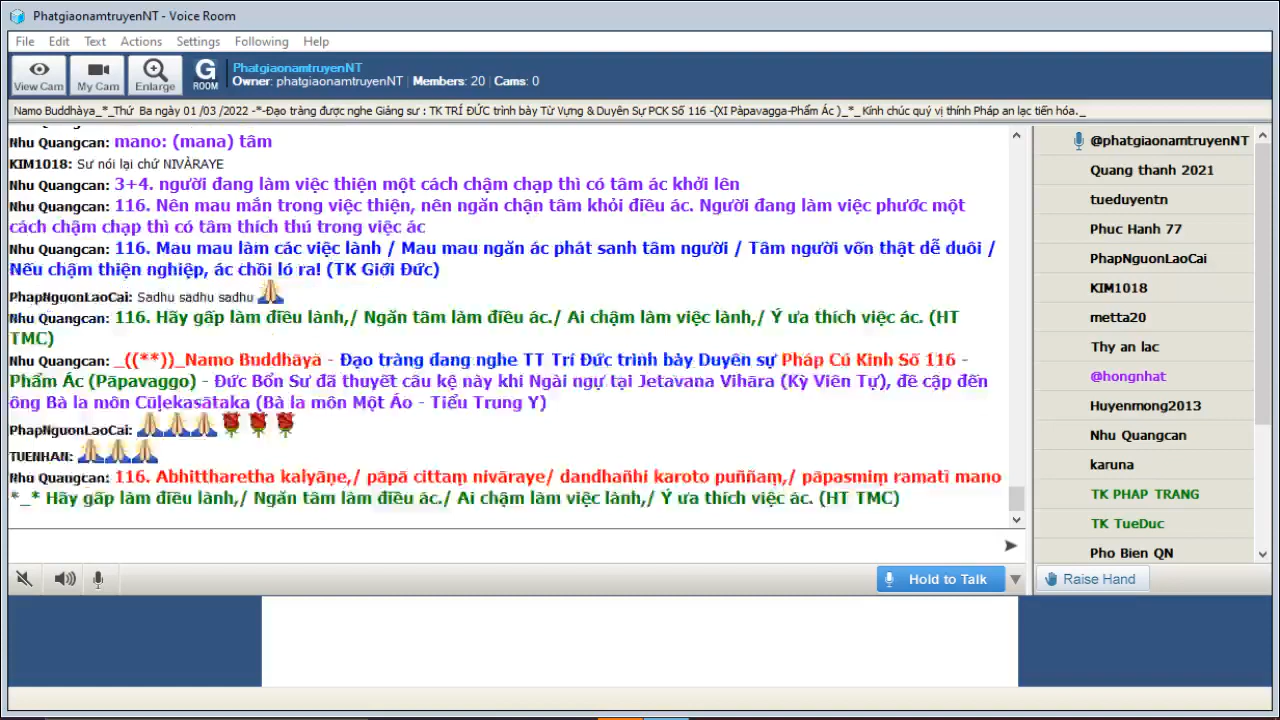 PhatgiaonamtruyenNT - Voice Room
File Edit Text Actions Settings Following Help
View Cam My Cam Enlarge G ROOM
PhatgiaonamtruyenNT
Owner: phatgiaonamtruyenNT | Members: 20 | Cams: 0
Namo Buddhàya_*_Thứ Ba ngày 01 /03 /2022 -*-Đạo tràng được nghe Giảng sư : TK TRÍ ĐỨC trình bày Từ Vựng & Duyên Sự PCK Số 116 -(XI Pàpavagga-Phẩm Ác )_*_ Kính chúc quý vị thính Pháp an lạc tiến hóa._
Nhu Quangcan: mano: (mana) tâm
KIM1018: Sư nói lại chứ NIVÀRAYE
Nhu Quangcan: 3+4. người đang làm việc thiện một cách chậm chạp thì có tâm ác khởi lên
Nhu Quangcan: 116. Nên mau mắn trong việc thiện, nên ngăn chận tâm khỏi điều ác. Người đang làm việc phước một
cách chậm chạp thì có tâm thích thú trong việc ác
Nhu Quangcan: 116. Mau mau làm các việc lành / Mau mau ngăn ác phát sanh tâm người / Tâm người vốn thật dễ duôi /
Nếu chậm thiện nghiệp, ác chồi ló ra! (TK Giới Đức)
PhapNguonLaoCai: Sadhu sadhu sadhu
Nhu Quangcan: 116. Hãy gấp làm điều lành,/ Ngăn tâm làm điều ác./ Ai chậm làm việc lành,/ Ý ưa thích việc ác. (HT
TMC)
Nhu Quangcan: _((**))_Namo Buddhāya - Đạo tràng đang nghe TT Trí Đức trình bày Duyên sự Pháp Cú Kinh Số 116 -
Phẩm Ác (Pāpavaggo) - Đức Bổn Sư đã thuyết câu kệ này khi Ngài ngự tại Jetavana Vihāra (Kỳ Viên Tự), đề cập đến
ông Bà la môn Cūḷekasāṭaka (Bà la môn Một Áo - Tiểu Trung Y)
PhapNguonLaoCai:
TUENHAN:
Nhu Quangcan: 116. Abhittharetha kalyāṇe,/ pāpā cittaṃ nivāraye/ dandhañhi karoto puññaṃ,/ pāpasmiṃ ramatī mano
*_* Hãy gấp làm điều lành,/ Ngăn tâm làm điều ác./ Ai chậm làm việc lành,/ Ý ưa thích việc ác. (HT TMC)
Hold to Talk
@phatgiaonamtruyenNT
Quang thanh 2021
tueduyentn
Phuc Hanh 77
PhapNguonLaoCai
KIM1018
metta20
Thy an lac
@hongnhat
Huyenmong2013
Nhu Quangcan
karuna
TK PHAP TRANG
TK TueDuc
Pho Bien QN
Raise Hand